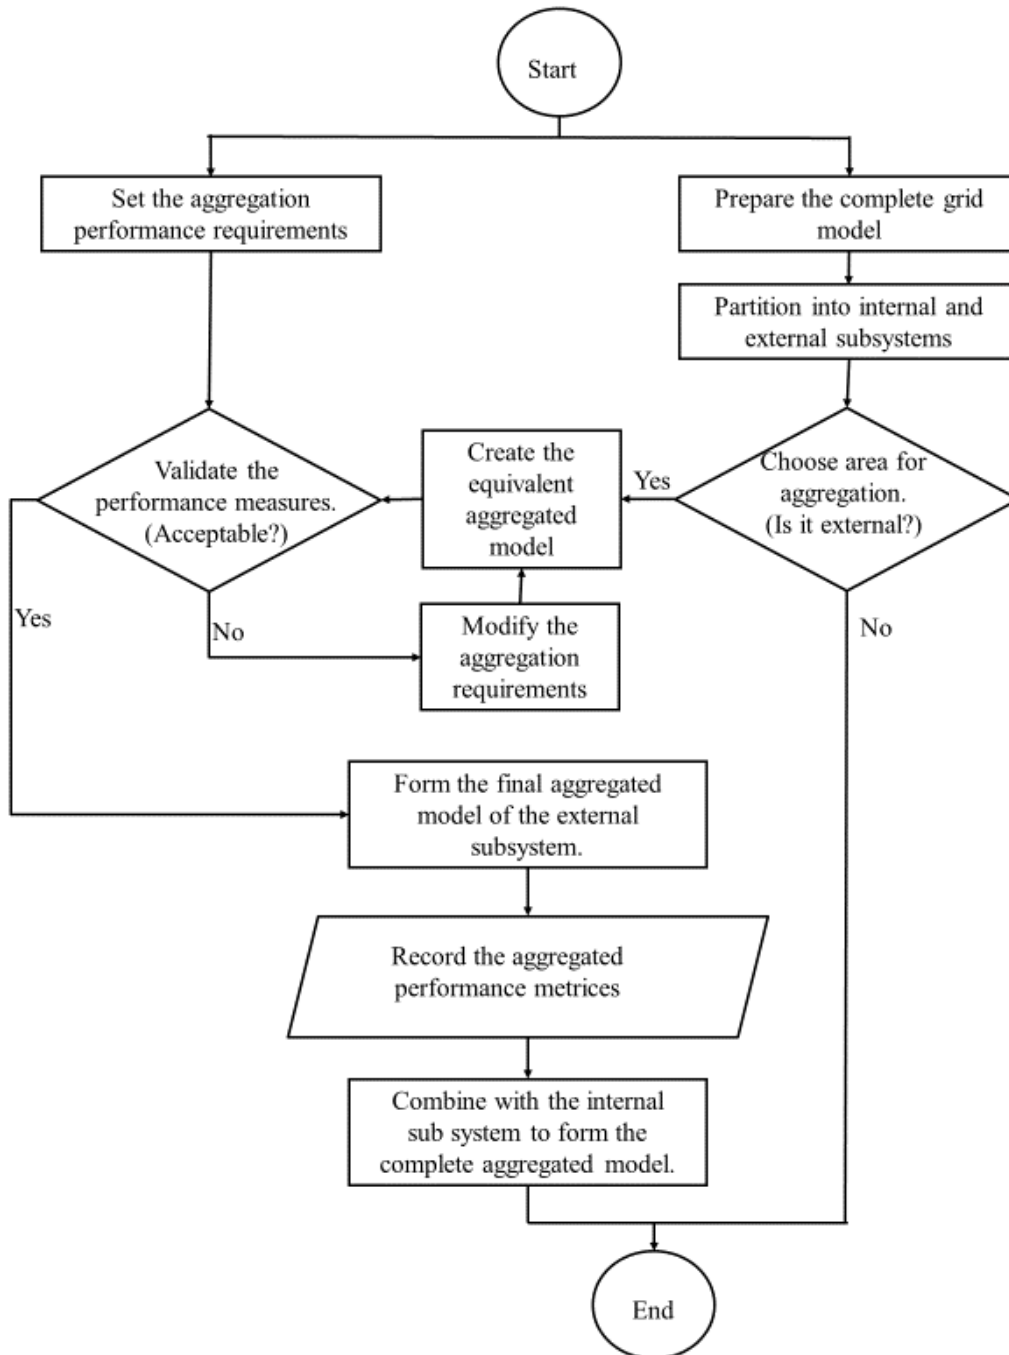 Start
Set the aggregation
performance requirements
Prepare the complete grid
model
Partition into internal and
external subsystems
Validate the
performance measures.
(Acceptable?)
Create the
equivalent
aggregated
model
Yes
Choose area for
aggregation.
(Is it external?)
Yes
No
Modify the
aggregation
requirements
No
Form the final aggregated
model of the external
subsystem.
Record the aggregated
performance metrices
Combine with the internal
sub system to form the
complete aggregated model.
End